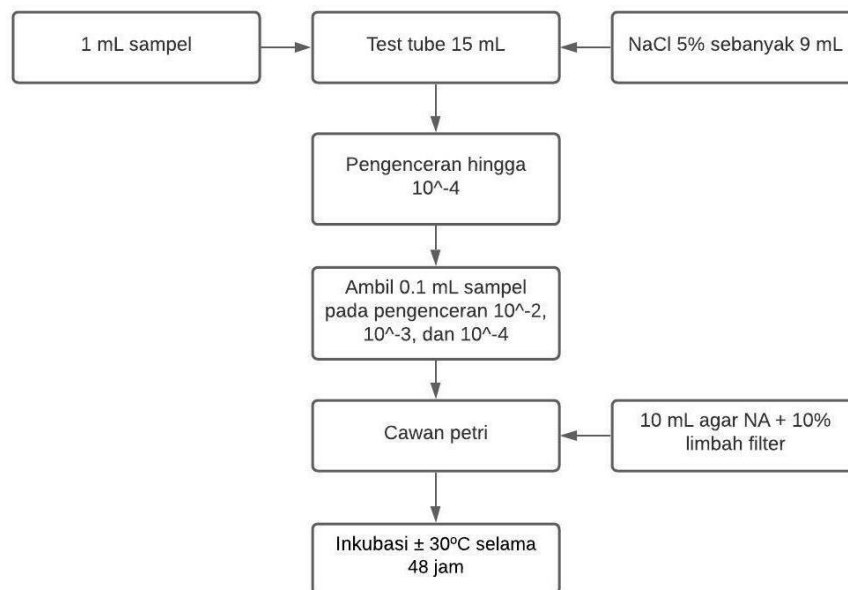 1 mL sampel
Test tube 15 mL
NaCl 5% sebanyak 9 mL
Pengenceran hingga
10^-4
Ambil 0.1 mL sampel
pada pengenceran 10^-2,
10^-3, dan 10^-4
Cawan petri
10 mL agar NA + 10%
limbah filter
Inkubasi ± 30ºC selama
48 jam